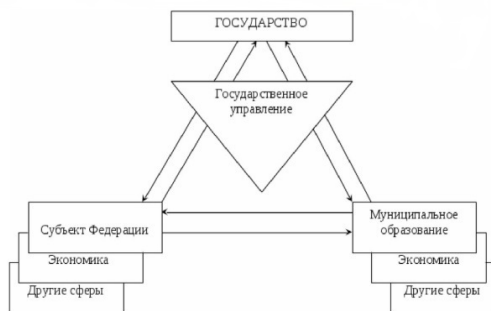 ГОСУДАРСТВО
Государственное
управление
Субъект Федерации
Экономика
Другие сферы
Муниципальное
образование
Экономика
Другие сферы